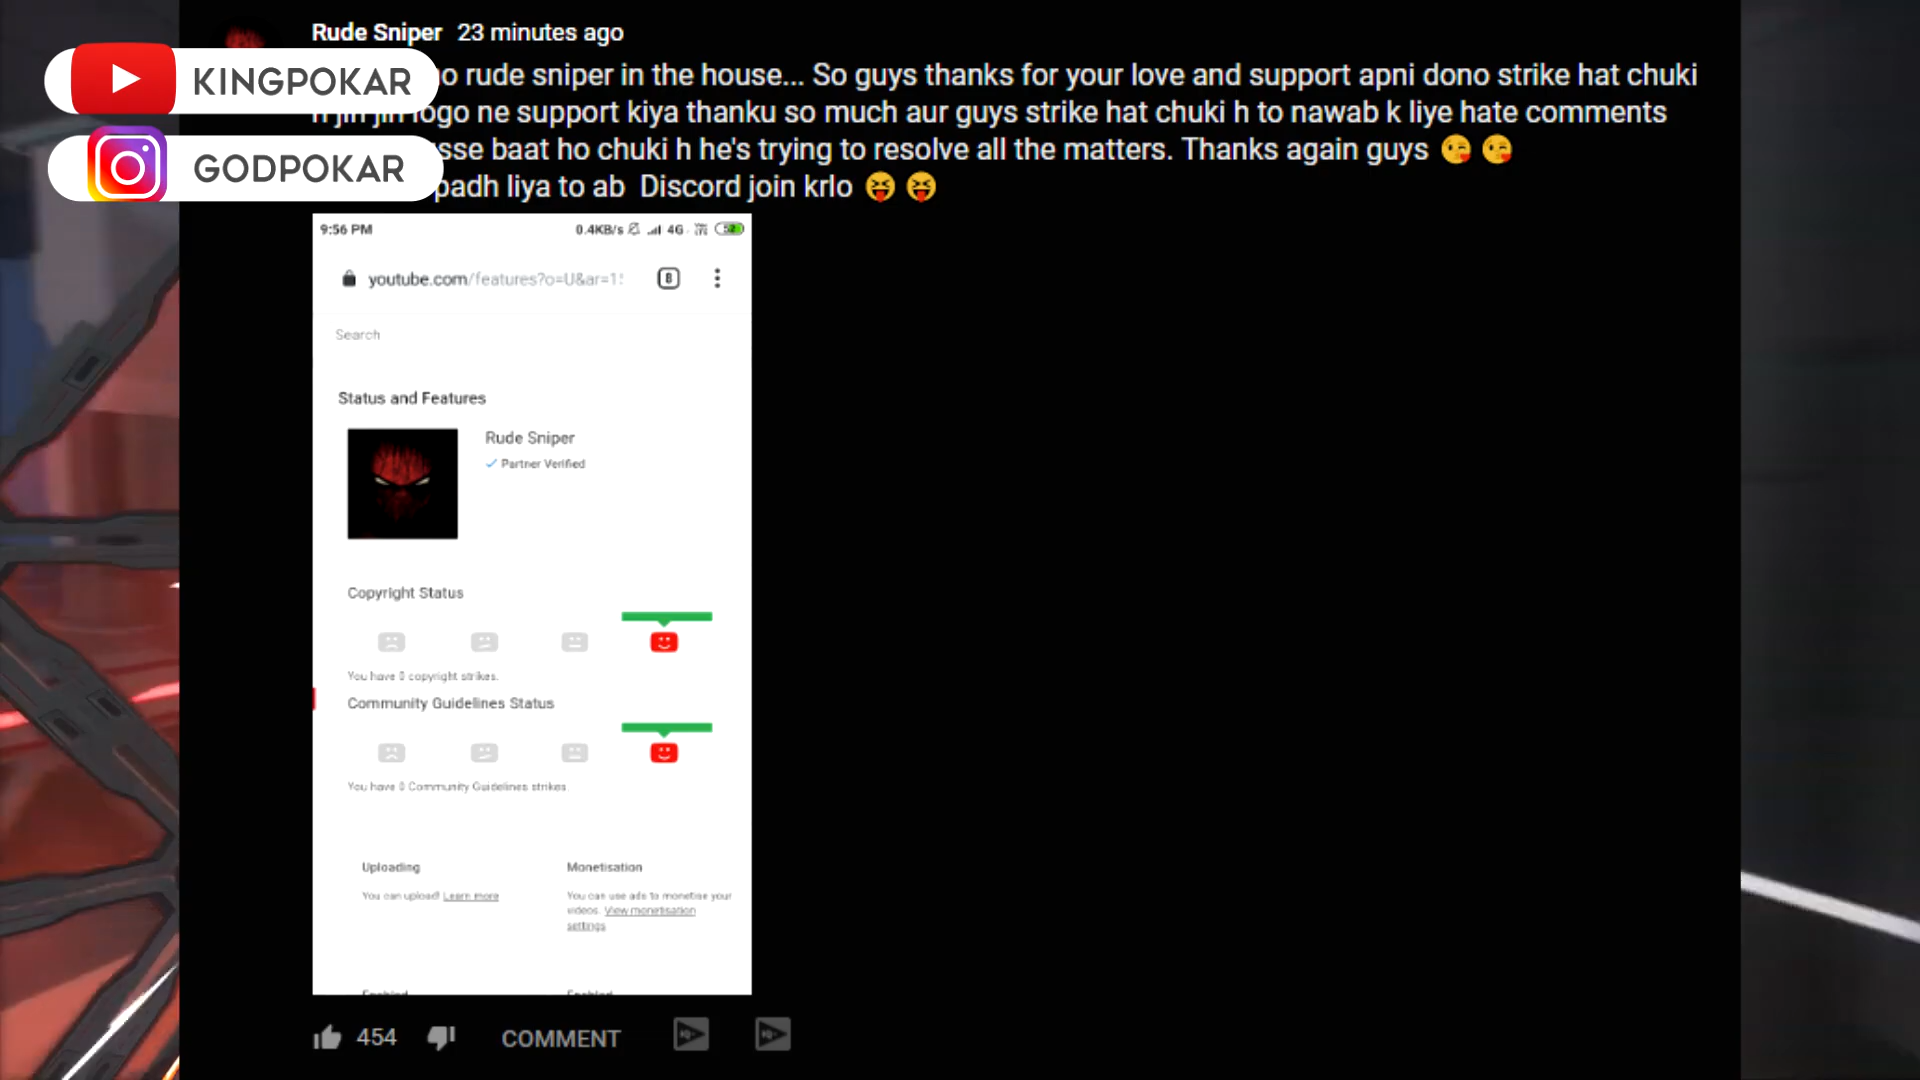 Rude Sniper 23 minutes ago
rude sniper in the house... So guys thanks for your love and support apni dono strike hat chuki
logo ne support kiya thanku so much aur guys strike hat chuki h to nawab k liye hate comments
baat ho chuki h he's trying to resolve all the matters. Thanks again guys 😘 😘
padh liya to ab Discord join krlo 😝 😝
KINGPOKAR
GODPOKAR
9:56 PM 0.4KB/s 4G 52
youtube.com/features?o=U&ar=1 8
Search
Status and Features
Rude Sniper
Partner Verified
Copyright Status
You have 0 copyright strikes.
Community Guidelines Status
You have 0 Community Guidelines strikes.
Uploading Monetisation
You can upload! Learn more
You can use ads to monetise your
videos. View monetisation
settings
Enabled Enabled
454 COMMENT